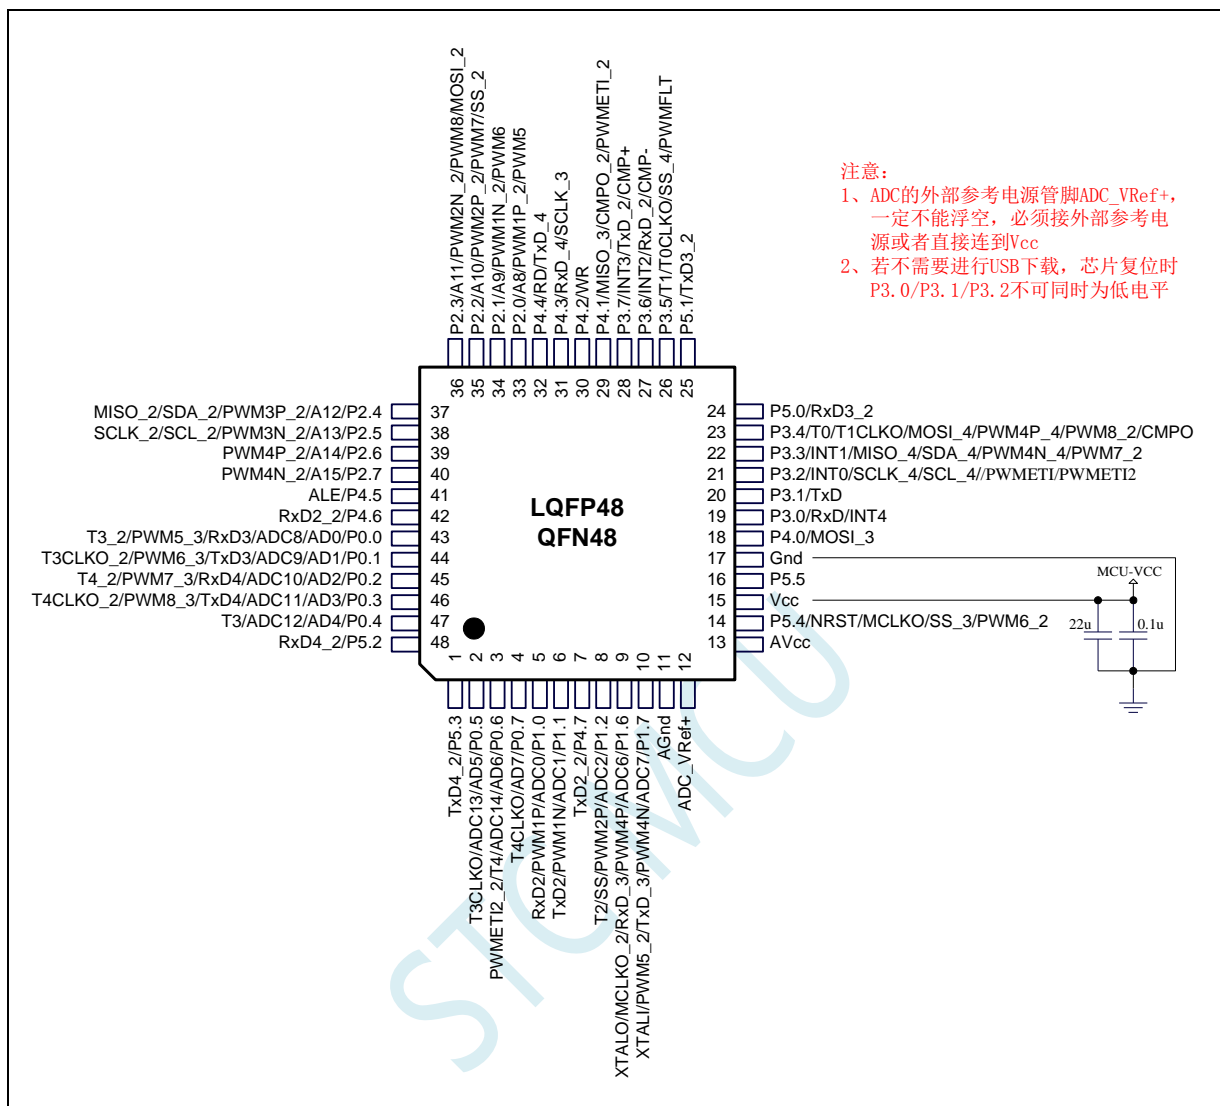 P2.3/A11/PWM2N_2/PWM8/MOSI_2
P2.2/A10/PWM2P_2/PWM7/SS_2
P2.1/A9/PWM1N_2/PWM6
P2.0/A8/PWM1P_2/PWM5
P4.4/RD/TxD_4
P4.3/RxD_4/SCLK_3
P4.2/WR
P4.1/MISO_3/CMPO_2/PWMETI_2
P3.7/INT3/TxD_2/CMP+
P3.6/INT2/RxD_2/CMP-
P3.5/T1/T0CLKO/SS_4/PWMFLT
P5.1/TxD3_2
注意:
1、ADC的外部参考电源管脚ADC_VRef+,
一定不能浮空，必须接外部参考电
源或者直接连到Vcc
2、若不需要进行USB下载，芯片复位时
P3.0/P3.1/P3.2不可同时为低电平
36 35 34 33 32 31 30 29 28 27 26 25
MISO_2/SDA_2/PWM3P_2/A12/P2.4 37
SCLK_2/SCL_2/PWM3N_2/A13/P2.5 38
PWM4P_2/A14/P2.6 39
PWM4N_2/A15/P2.7 40
ALE/P4.5 41
RxD2_2/P4.6 42
T3_2/PWM5_3/RxD3/ADC8/AD0/P0.0 43
T3CLKO_2/PWM6_3/TxD3/ADC9/AD1/P0.1 44
T4_2/PWM7_3/RxD4/ADC10/AD2/P0.2 45
T4CLKO_2/PWM8_3/TxD4/ADC11/AD3/P0.3 46
T3/ADC12/AD4/P0.4 47
RxD4_2/P5.2 48
LQFP48
QFN48
24 P5.0/RxD3_2
23 P3.4/T0/T1CLKO/MOSI_4/PWM4P_4/PWM8_2/CMPO
22 P3.3/INT1/MISO_4/SDA_4/PWM4N_4/PWM7_2
21 P3.2/INT0/SCLK_4/SCL_4//PWMETI/PWMETI2
20 P3.1/TxD
19 P3.0/RxD/INT4
18 P4.0/MOSI_3
17 Gnd
16 P5.5
15 Vcc
14 P5.4/NRST/MCLKO/SS_3/PWM6_2
13 AVcc
MCU-VCC
22u 0.1u
1 2 3 4 5 6 7 8 9 10 11 12
TxD4_2/P5.3
T3CLKO/ADC13/AD5/P0.5
PWMETI2_2/T4/ADC14/AD6/P0.6
T4CLKO/AD7/P0.7
RxD2/PWM1P/ADC0/P1.0
TxD2/PWM1N/ADC1/P1.1
TxD2_2/P4.7
T2/SS/PWM2P/ADC2/P1.2
XTALO/MCLKO_2/RxD_3/PWM4P/ADC6/P1.6
XTALI/PWM5_2/TxD_3/PWM4N/ADC7/P1.7
AGnd
ADC_VRef+
STCMCU